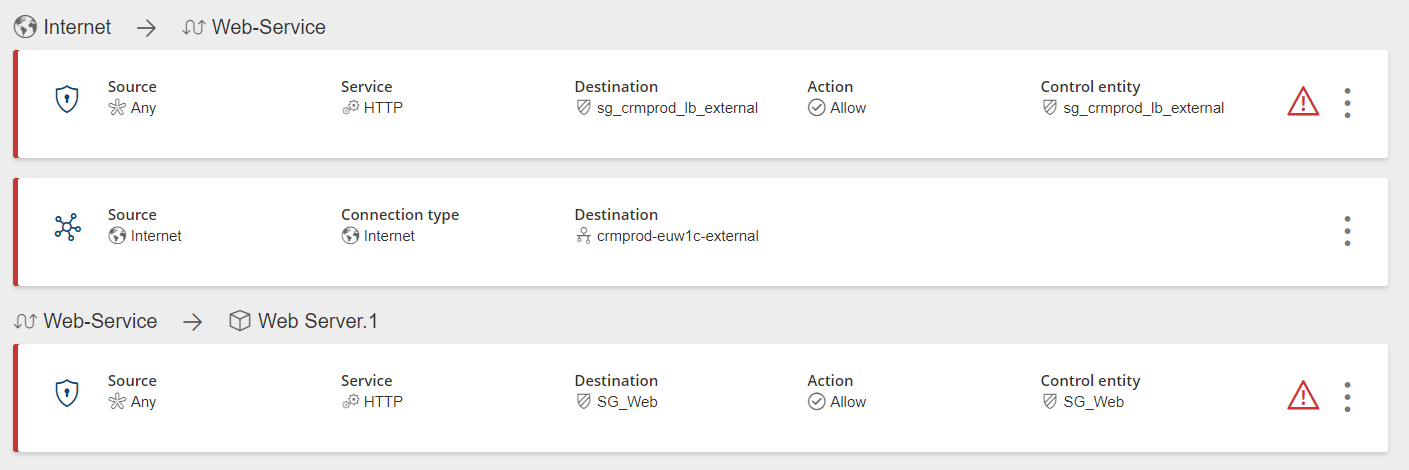 Internet → Web-Service
Source Service Destination Action Control entity
Any HTTP sg_crmprod_lb_external Allow sg_crmprod_lb_external
Source Connection type Destination
Internet Internet crmprod-euw1c-external
Web-Service → Web Server.1
Source Service Destination Action Control entity
Any HTTP SG_Web Allow SG_Web